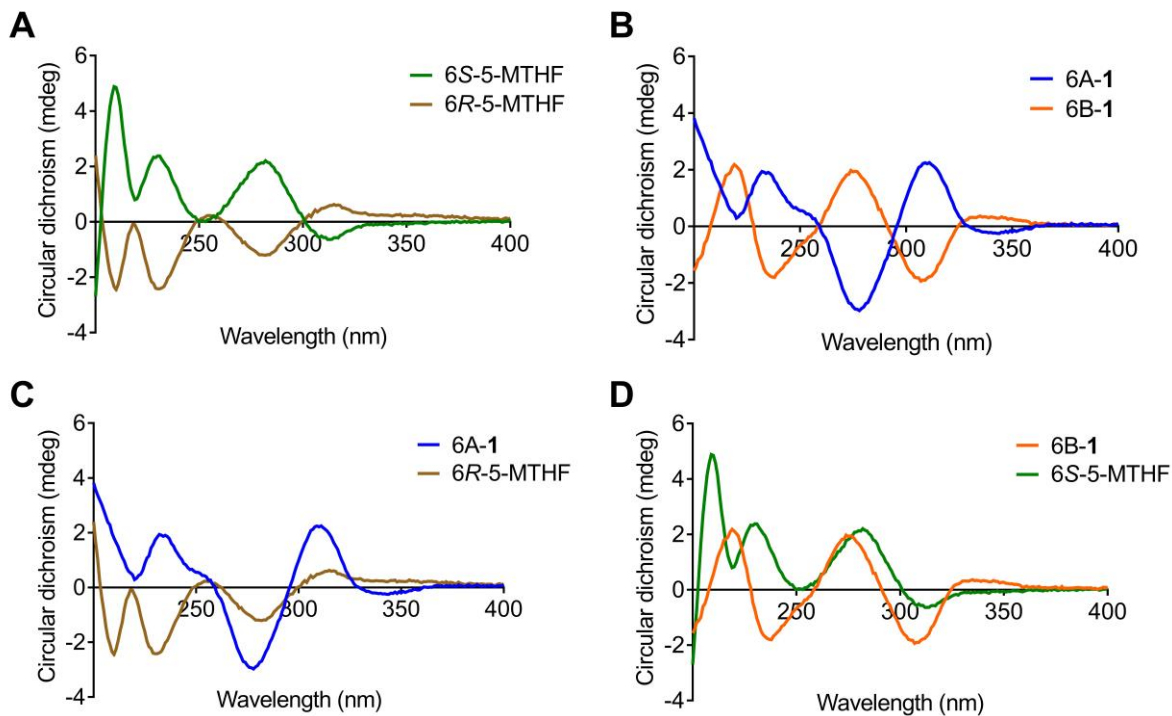 A
Circular dichroism (mdeg)
6
4
2
0
-2
-4
250
300
350
400
Wavelength (nm)
6S-5-MTHF
6R-5-MTHF
B
Circular dichroism (mdeg)
6
4
2
0
-2
-4
250
300
350
400
Wavelength (nm)
6A-1
6B-1
C
Circular dichroism (mdeg)
6
4
2
0
-2
-4
250
300
350
400
Wavelength (nm)
6A-1
6R-5-MTHF
D
Circular dichroism (mdeg)
6
4
2
0
-2
-4
250
300
350
400
Wavelength (nm)
6B-1
6S-5-MTHF